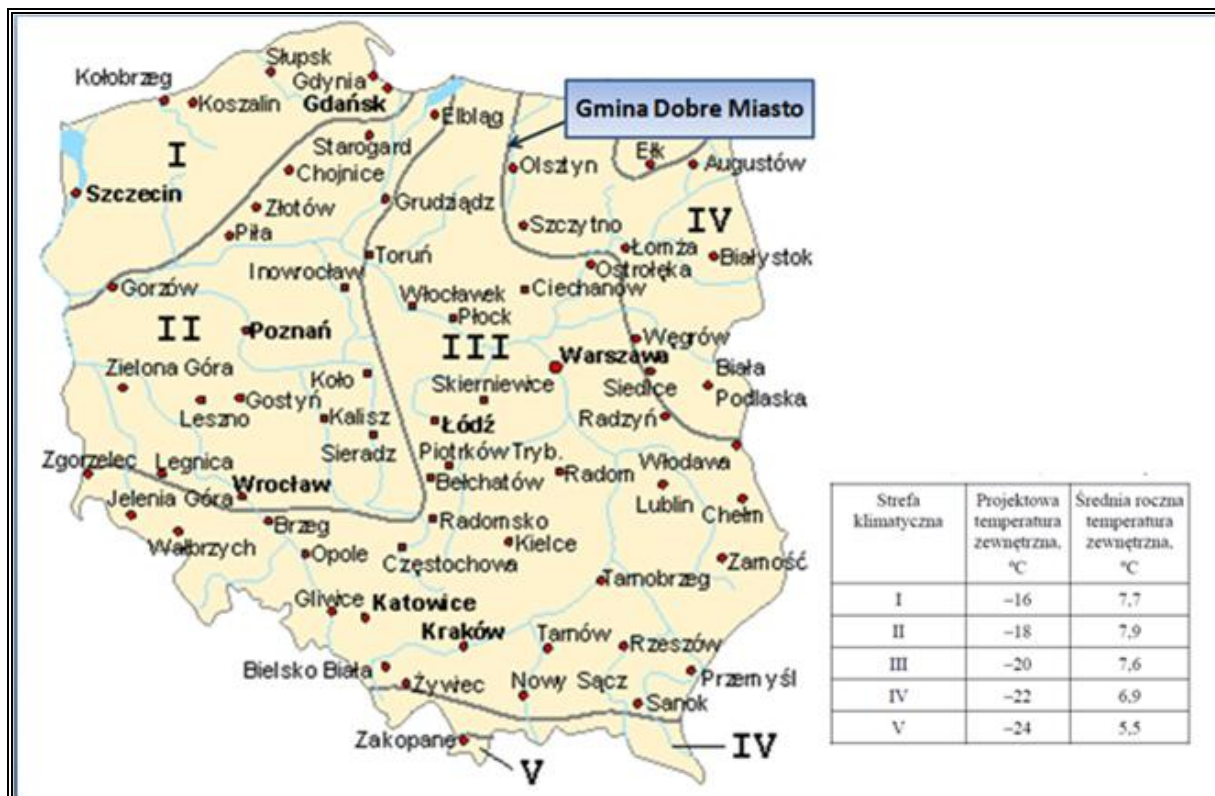 Słupsk
Kołobrzeg
Gdynia
Koszalin
Gdańsk
Elbląg
Gmina Dobre Miasto
I
Starogard
Ełk
Augustów
Chojnice
Olsztyn
Szczecin
Złotów
Grudziądz
IV
Piła
Szczytno
Toruń
Łomża
Białystok
Inowrocław
Ostrołęka
Gorzów
Włocławek
Ciechanów
II
Poznań
Płock
III
Węgrów
Zielona Góra
Warszawa
Biała
Podlaska
Koło
Skierniewice
Siedlce
Leszno
Gostyń
Kalisz
Łódź
Radzyń
Sieradz
Piotrków Tryb.
Włodawa
Zgorzelec
Legnica
Radom
Wrocław
Bełchatów
Lublin
Jelenia Góra
Chełm
Brzeg
Radomsko
Wałbrzych
Opole
Kielce
Częstochowa
Zamość
Tarnobrzeg
Gliwice
Katowice
Kraków
Tarnów
Rzeszów
Bielsko Biała
Żywiec
Nowy Sącz
Przemyśl
Sanok
Zakopane
V
IV
Strefa klimatyczna
Projektowa temperatura zewnętrzna, °C
Średnia roczna temperatura zewnętrzna, °C
I –16 7,7
II –18 7,9
III –20 7,6
IV –22 6,9
V –24 5,5